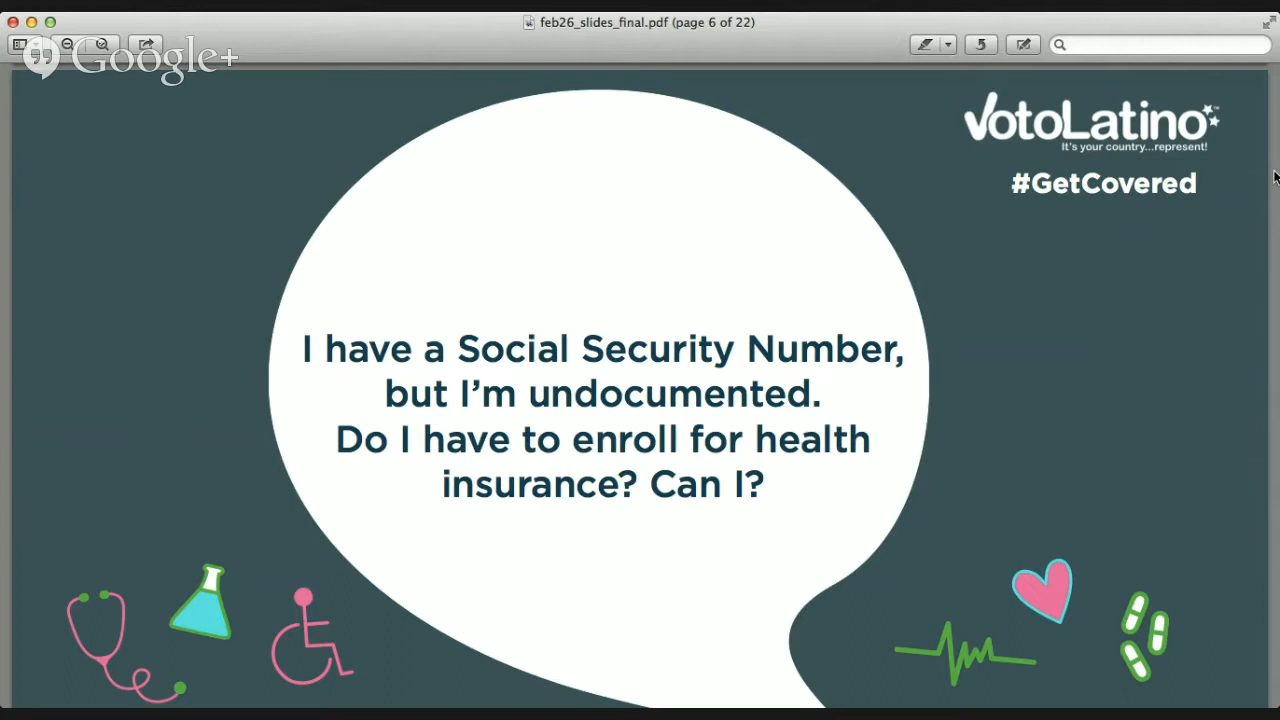 feb26_slides_final.pdf (page 6 of 22)
Google+
VotoLatino™
It's your country...represent!
#GetCovered
I have a Social Security Number,
but I'm undocumented.
Do I have to enroll for health
insurance? Can I?